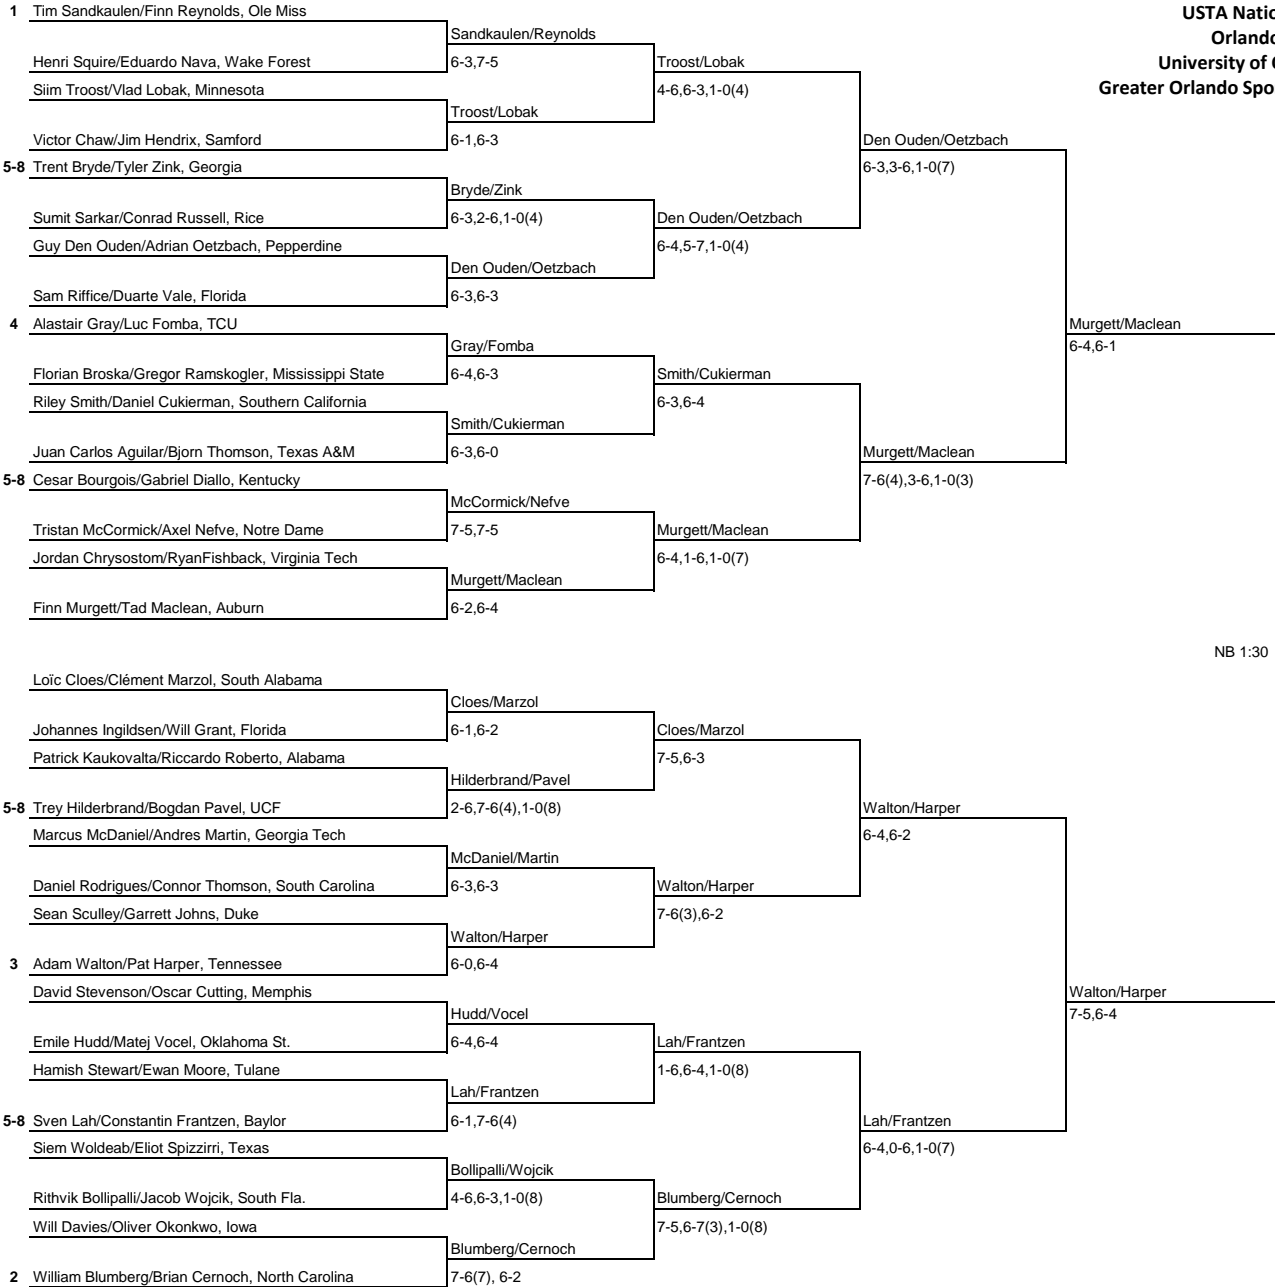 1 Tim Sandkaulen/Finn Reynolds, Ole Miss
USTA Natio
Sandkaulen/Reynolds
Orlando
Henri Squire/Eduardo Nava, Wake Forest
6-3,7-5
Troost/Lobak
University of
Siim Troost/Vlad Lobak, Minnesota
4-6,6-3,1-0(4)
Greater Orlando Spo
Troost/Lobak
Victor Chaw/Jim Hendrix, Samford
6-1,6-3
Den Ouden/Oetzbach
5-8 Trent Bryde/Tyler Zink, Georgia
6-3,3-6,1-0(7)
Bryde/Zink
Sumit Sarkar/Conrad Russell, Rice
6-3,2-6,1-0(4)
Den Ouden/Oetzbach
Guy Den Ouden/Adrian Oetzbach, Pepperdine
6-4,5-7,1-0(4)
Den Ouden/Oetzbach
Sam Riffice/Duarte Vale, Florida
6-3,6-3
4 Alastair Gray/Luc Fomba, TCU
Murgett/Maclean
Gray/Fomba
6-4,6-1
Florian Broska/Gregor Ramskogler, Mississippi State
6-4,6-3
Smith/Cukierman
Riley Smith/Daniel Cukierman, Southern California
6-3,6-4
Smith/Cukierman
Juan Carlos Aguilar/Bjorn Thomson, Texas A&M
6-3,6-0
Murgett/Maclean
5-8 Cesar Bourgois/Gabriel Diallo, Kentucky
7-6(4),3-6,1-0(3)
McCormick/Nefve
Tristan McCormick/Axel Nefve, Notre Dame
7-5,7-5
Murgett/Maclean
Jordan Chrysostom/RyanFishback, Virginia Tech
6-4,1-6,1-0(7)
Murgett/Maclean
Finn Murgett/Tad Maclean, Auburn
6-2,6-4
NB 1:30
Loïc Cloes/Clément Marzol, South Alabama
Cloes/Marzol
Johannes Ingildsen/Will Grant, Florida
6-1,6-2
Cloes/Marzol
Patrick Kaukovalta/Riccardo Roberto, Alabama
7-5,6-3
Hilderbrand/Pavel
5-8 Trey Hilderbrand/Bogdan Pavel, UCF
2-6,7-6(4),1-0(8)
Walton/Harper
Marcus McDaniel/Andres Martin, Georgia Tech
6-4,6-2
McDaniel/Martin
Daniel Rodrigues/Connor Thomson, South Carolina
6-3,6-3
Walton/Harper
Sean Sculley/Garrett Johns, Duke
7-6(3),6-2
Walton/Harper
3 Adam Walton/Pat Harper, Tennessee
6-0,6-4
David Stevenson/Oscar Cutting, Memphis
Walton/Harper
Hudd/Vocel
7-5,6-4
Emile Hudd/Matej Vocel, Oklahoma St.
6-4,6-4
Lah/Frantzen
Hamish Stewart/Ewan Moore, Tulane
1-6,6-4,1-0(8)
Lah/Frantzen
5-8 Sven Lah/Constantin Frantzen, Baylor
6-1,7-6(4)
Lah/Frantzen
Siem Woldeab/Eliot Spizzirri, Texas
6-4,0-6,1-0(7)
Bollipalli/Wojcik
Rithvik Bollipalli/Jacob Wojcik, South Fla.
4-6,6-3,1-0(8)
Blumberg/Cernoch
Will Davies/Oliver Okonkwo, Iowa
7-5,6-7(3),1-0(8)
Blumberg/Cernoch
2 William Blumberg/Brian Cernoch, North Carolina
7-6(7), 6-2